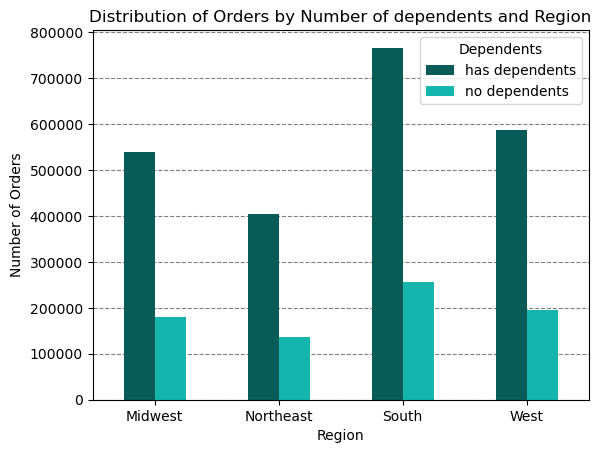 Distribution of Orders by Number of dependents and Region
800000
700000
600000
500000
400000
300000
200000
100000
0
Number of Orders
Dependents
has dependents
no dependents
Midwest
Northeast
South
West
Region